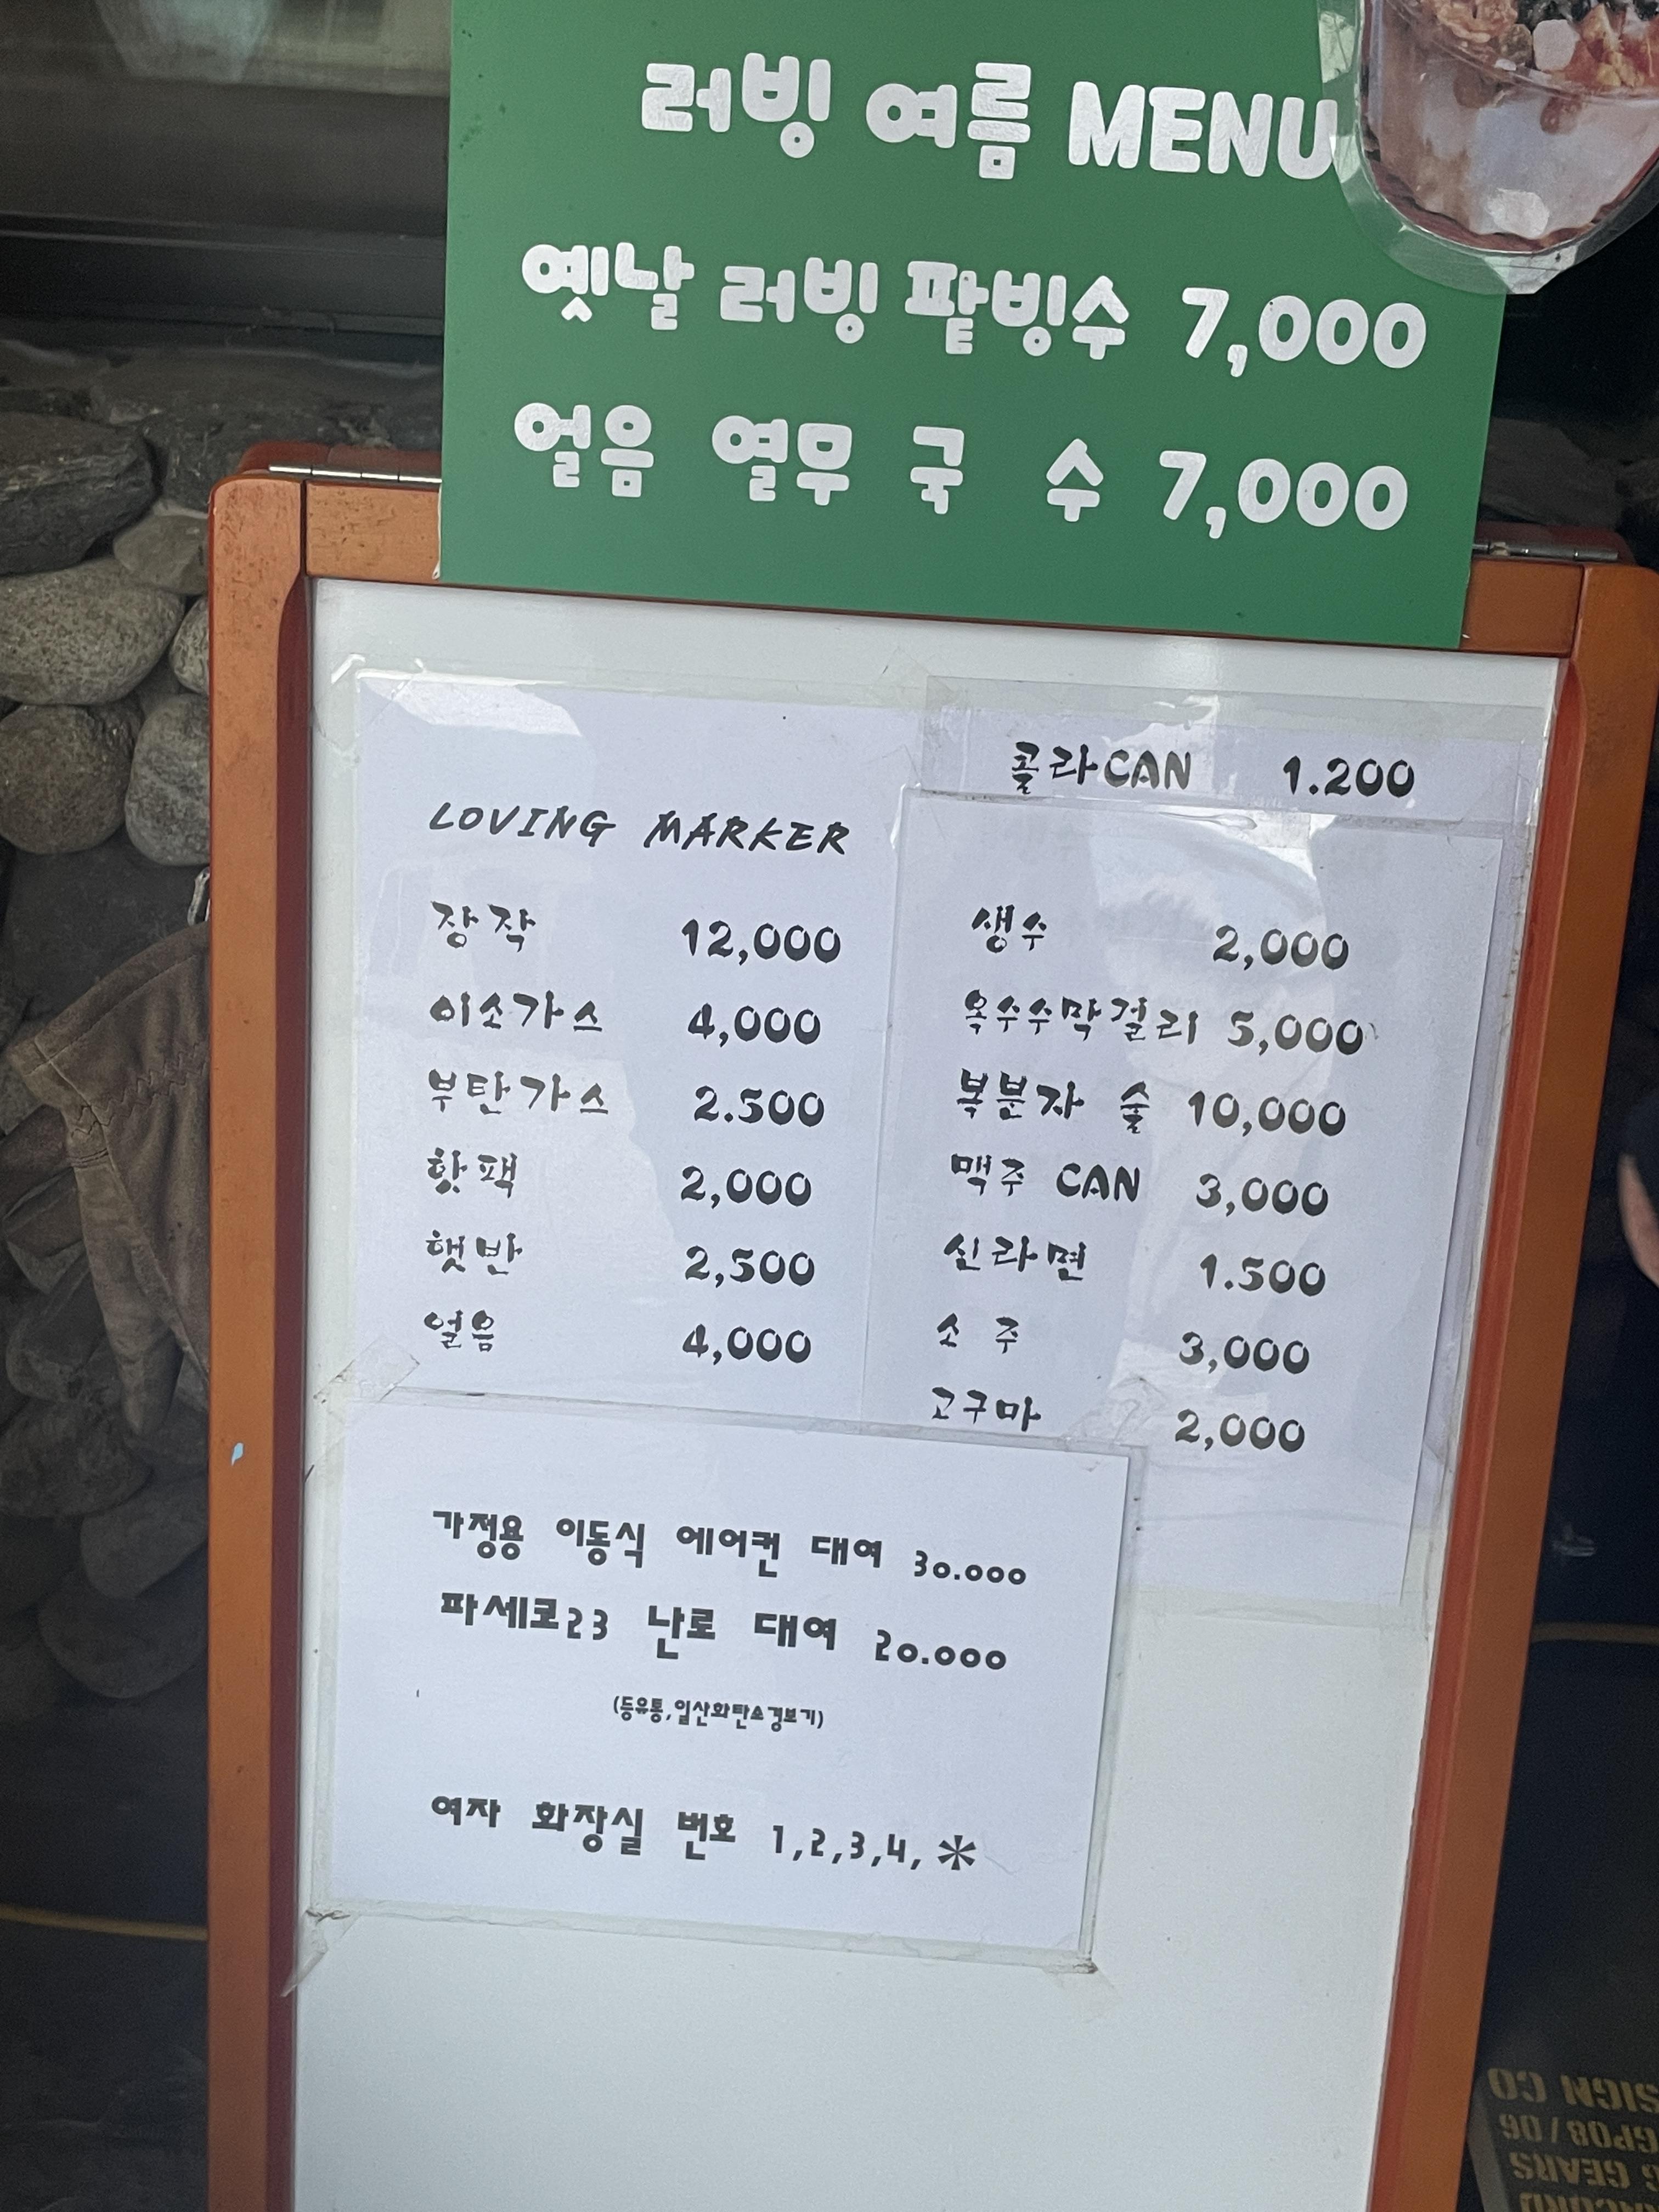 러빙 여름 MENU
옛날 러빙 팥빙수 7,000
얼음 열무 국 수 7,000
콜라CAN 1.200
LOVING MARKER
장작 12,000
이소가스 4,000
부탄가스 2.500
핫팩 2,000
햇반 2,500
얼음 4,000
생수 2,000
옥수수막걸리 5,000
복분자 술 10,000
맥주 CAN 3,000
신라면 1.500
소 주 3,000
고구마 2,000
가정용 이동식 에어컨 대여 30.000
파세코23 난로 대여 20.000
(등유통,일산화탄소경보기)
여자 화장실 번호 1,2,3,4, *
SIGN CO
GP08/06
GEARS